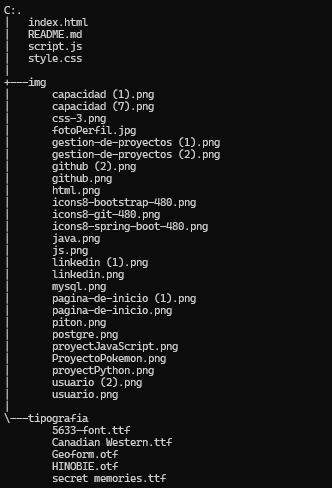 C:.
|   index.html
|   README.md
|   script.js
|   style.css
|
+---img
|       capacidad (1).png
|       capacidad (7).png
|       css-3.png
|       fotoPerfil.jpg
|       gestion-de-proyectos (1).png
|       gestion-de-proyectos (2).png
|       github (2).png
|       github.png
|       html.png
|       icons8-bootstrap-480.png
|       icons8-git-480.png
|       icons8-spring-boot-480.png
|       java.png
|       js.png
|       linkedin (1).png
|       linkedin.png
|       mysql.png
|       pagina-de-inicio (1).png
|       pagina-de-inicio.png
|       piton.png
|       postgre.png
|       proyectJavaScript.png
|       ProyectoPokemon.png
|       proyectPython.png
|       usuario (2).png
|       usuario.png
|
\---tipografia
        5633-font.ttf
        Canadian Western.ttf
        Geoform.otf
        HINOBIE.otf
        secret memories.ttf